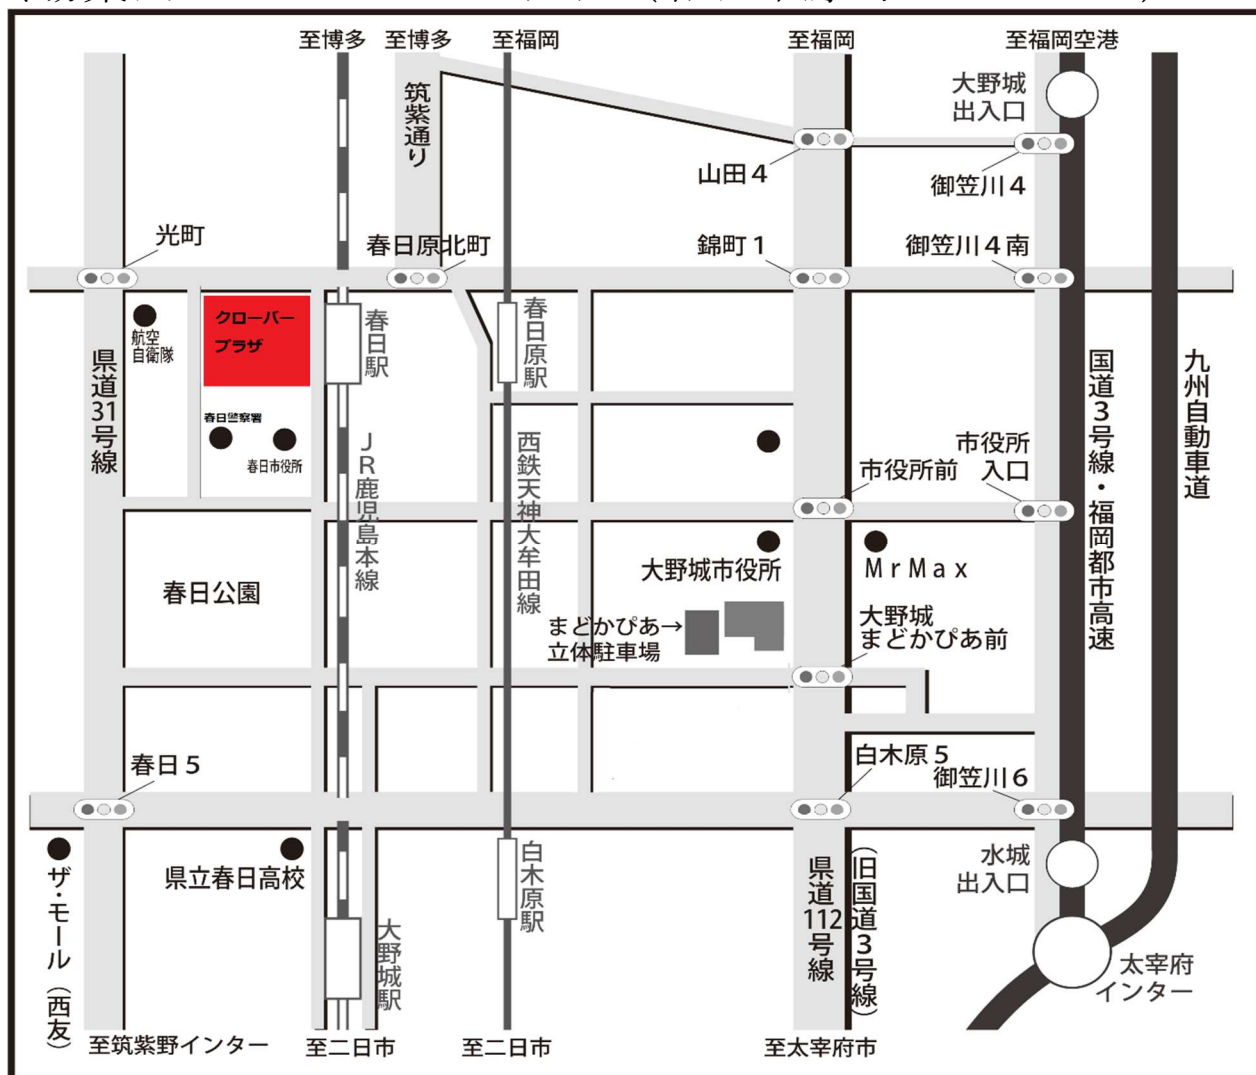 至博多
至博多
至福岡
至福岡
至福岡空港
筑紫通り
大野城
出入口
山田4
御笠川4
光町
春日原北町
錦町1
御笠川4南
クローバー
プラザ
航空
自衛隊
春日駅
春日原駅
県道31号線
国道3号線・福岡都市高速
九州自動車道
春日警察署
春日市役所
JR鹿児島本線
西鉄天神大牟田線
市役所前
市役所
入口
大野城市役所
MrMax
春日公園
まどかぴあ→
立体駐車場
大野城
まどかぴあ前
春日5
白木原5
御笠川6
ザ・モール(西友)
県立春日高校
白木原駅
県道112号線
(旧国道3号線)
水城
出入口
大野城駅
太宰府
インター
至筑紫野インター
至二日市
至二日市
至太宰府市